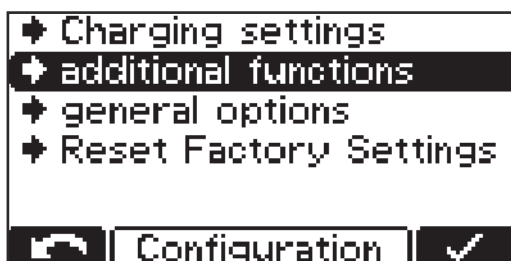 Charging settings
additional functions
general options
Reset Factory Settings
Configuration